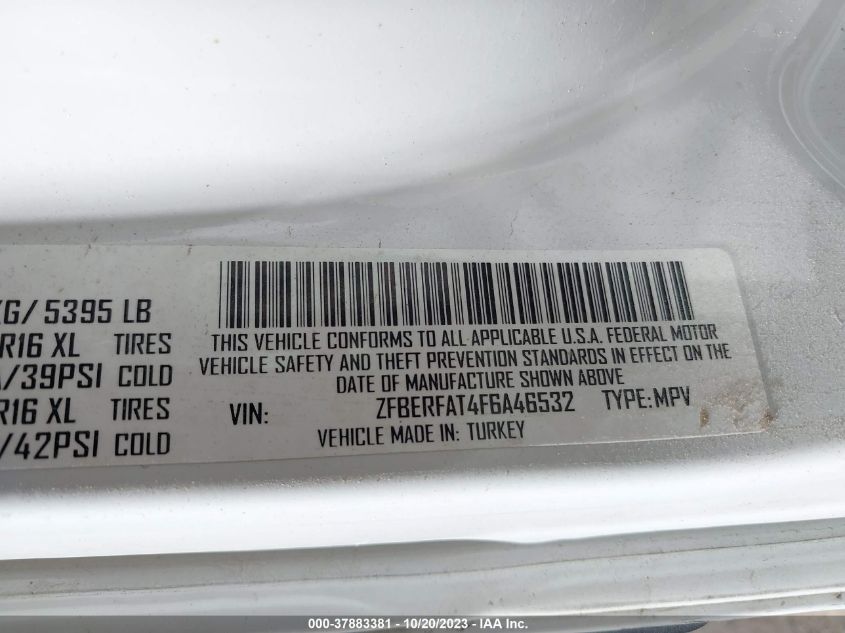 KG/ 5395 LB
R16 XL TIRES
/39PSI COLD
R16 XL TIRES
/42PSI COLD
THIS VEHICLE CONFORMS TO ALL APPLICABLE U.S.A. FEDERAL MOTOR
VEHICLE SAFETY AND THEFT PREVENTION STANDARDS IN EFFECT ON THE
DATE OF MANUFACTURE SHOWN ABOVE
VIN: ZFBERFAT4F6A46532 TYPE:MPV
VEHICLE MADE IN: TURKEY
000-37883381 - 10/20/2023 - IAA Inc.